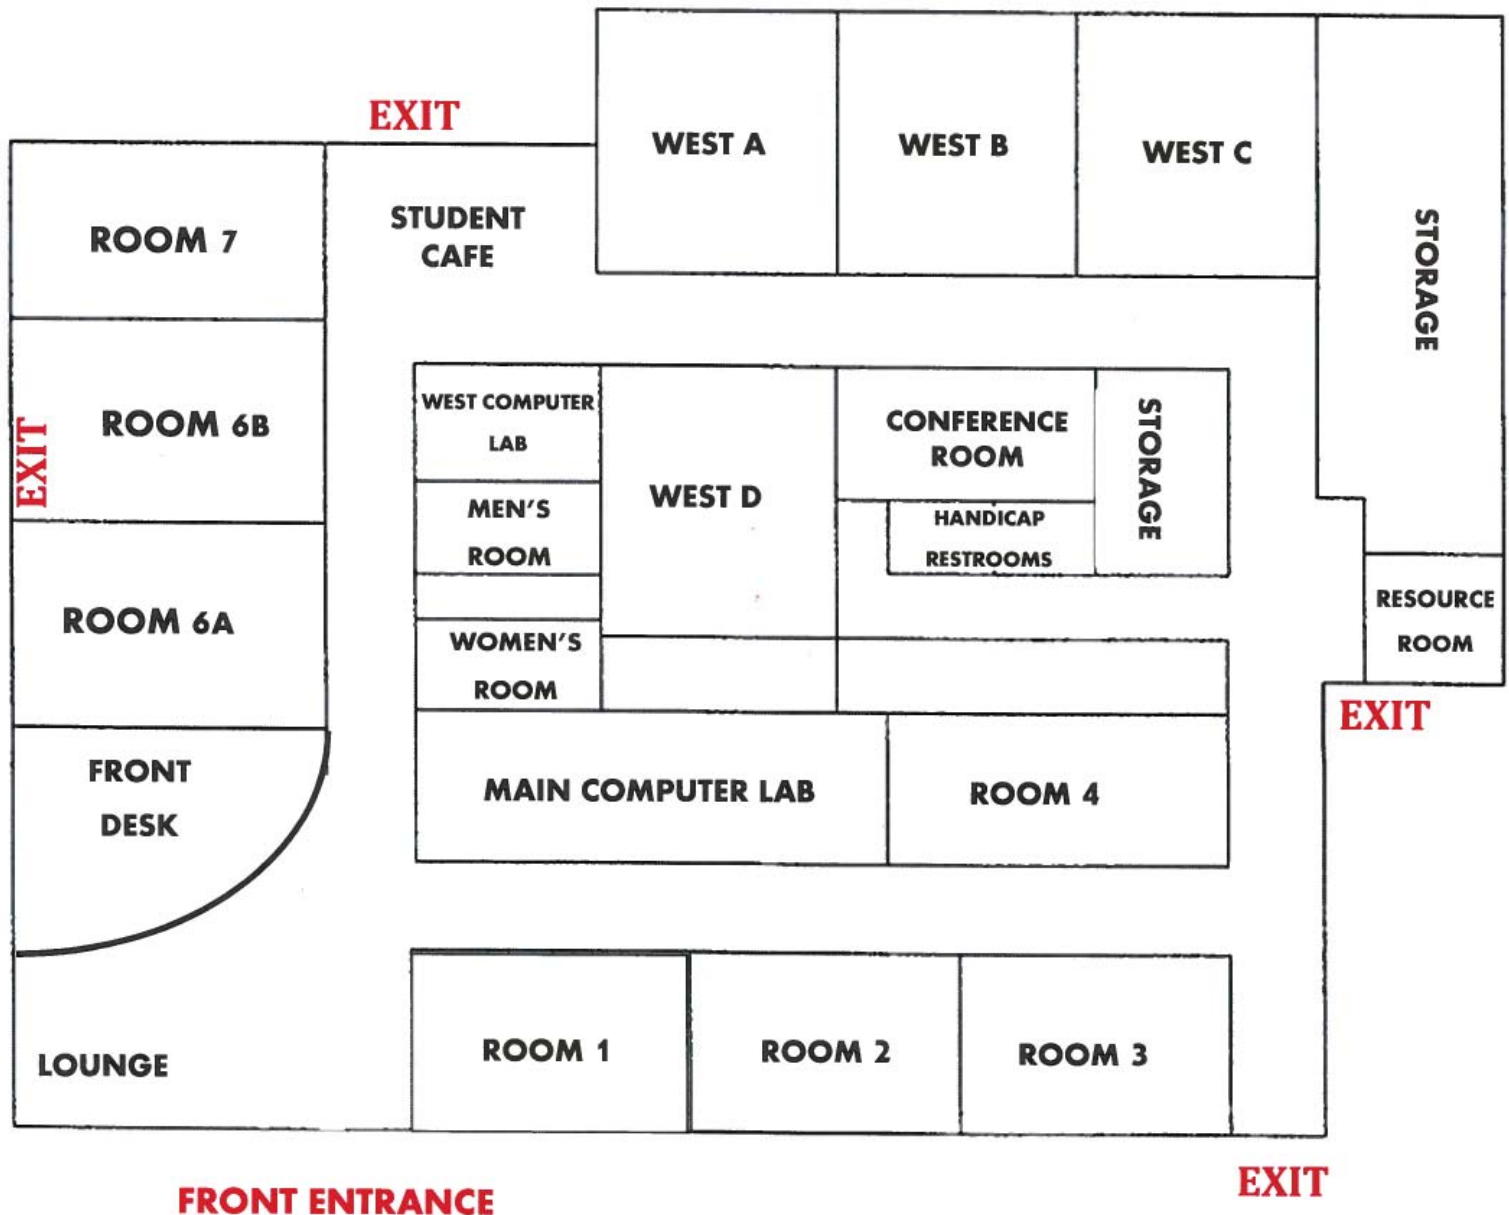 EXIT
WEST A
WEST B
WEST C
STORAGE
STUDENT
CAFE
ROOM 7
EXIT
ROOM 6B
WEST COMPUTER
LAB
MEN'S
ROOM
WEST D
CONFERENCE
ROOM
HANDICAP
RESTROOMS
STORAGE
RESOURCE
ROOM
EXIT
ROOM 6A
WOMEN'S
ROOM
FRONT
DESK
MAIN COMPUTER LAB
ROOM 4
LOUNGE
ROOM 1
ROOM 2
ROOM 3
EXIT
FRONT ENTRANCE